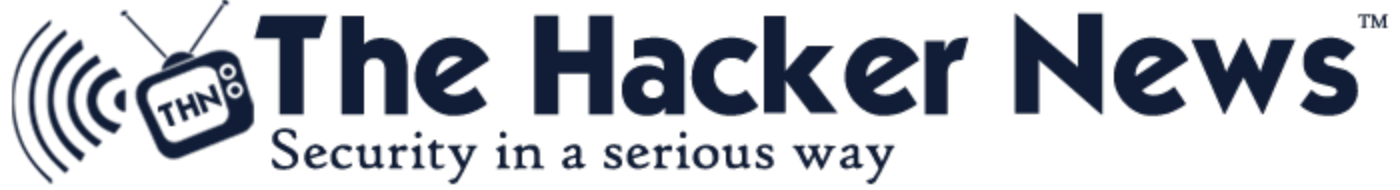 THN
The Hacker News™
Security in a serious way